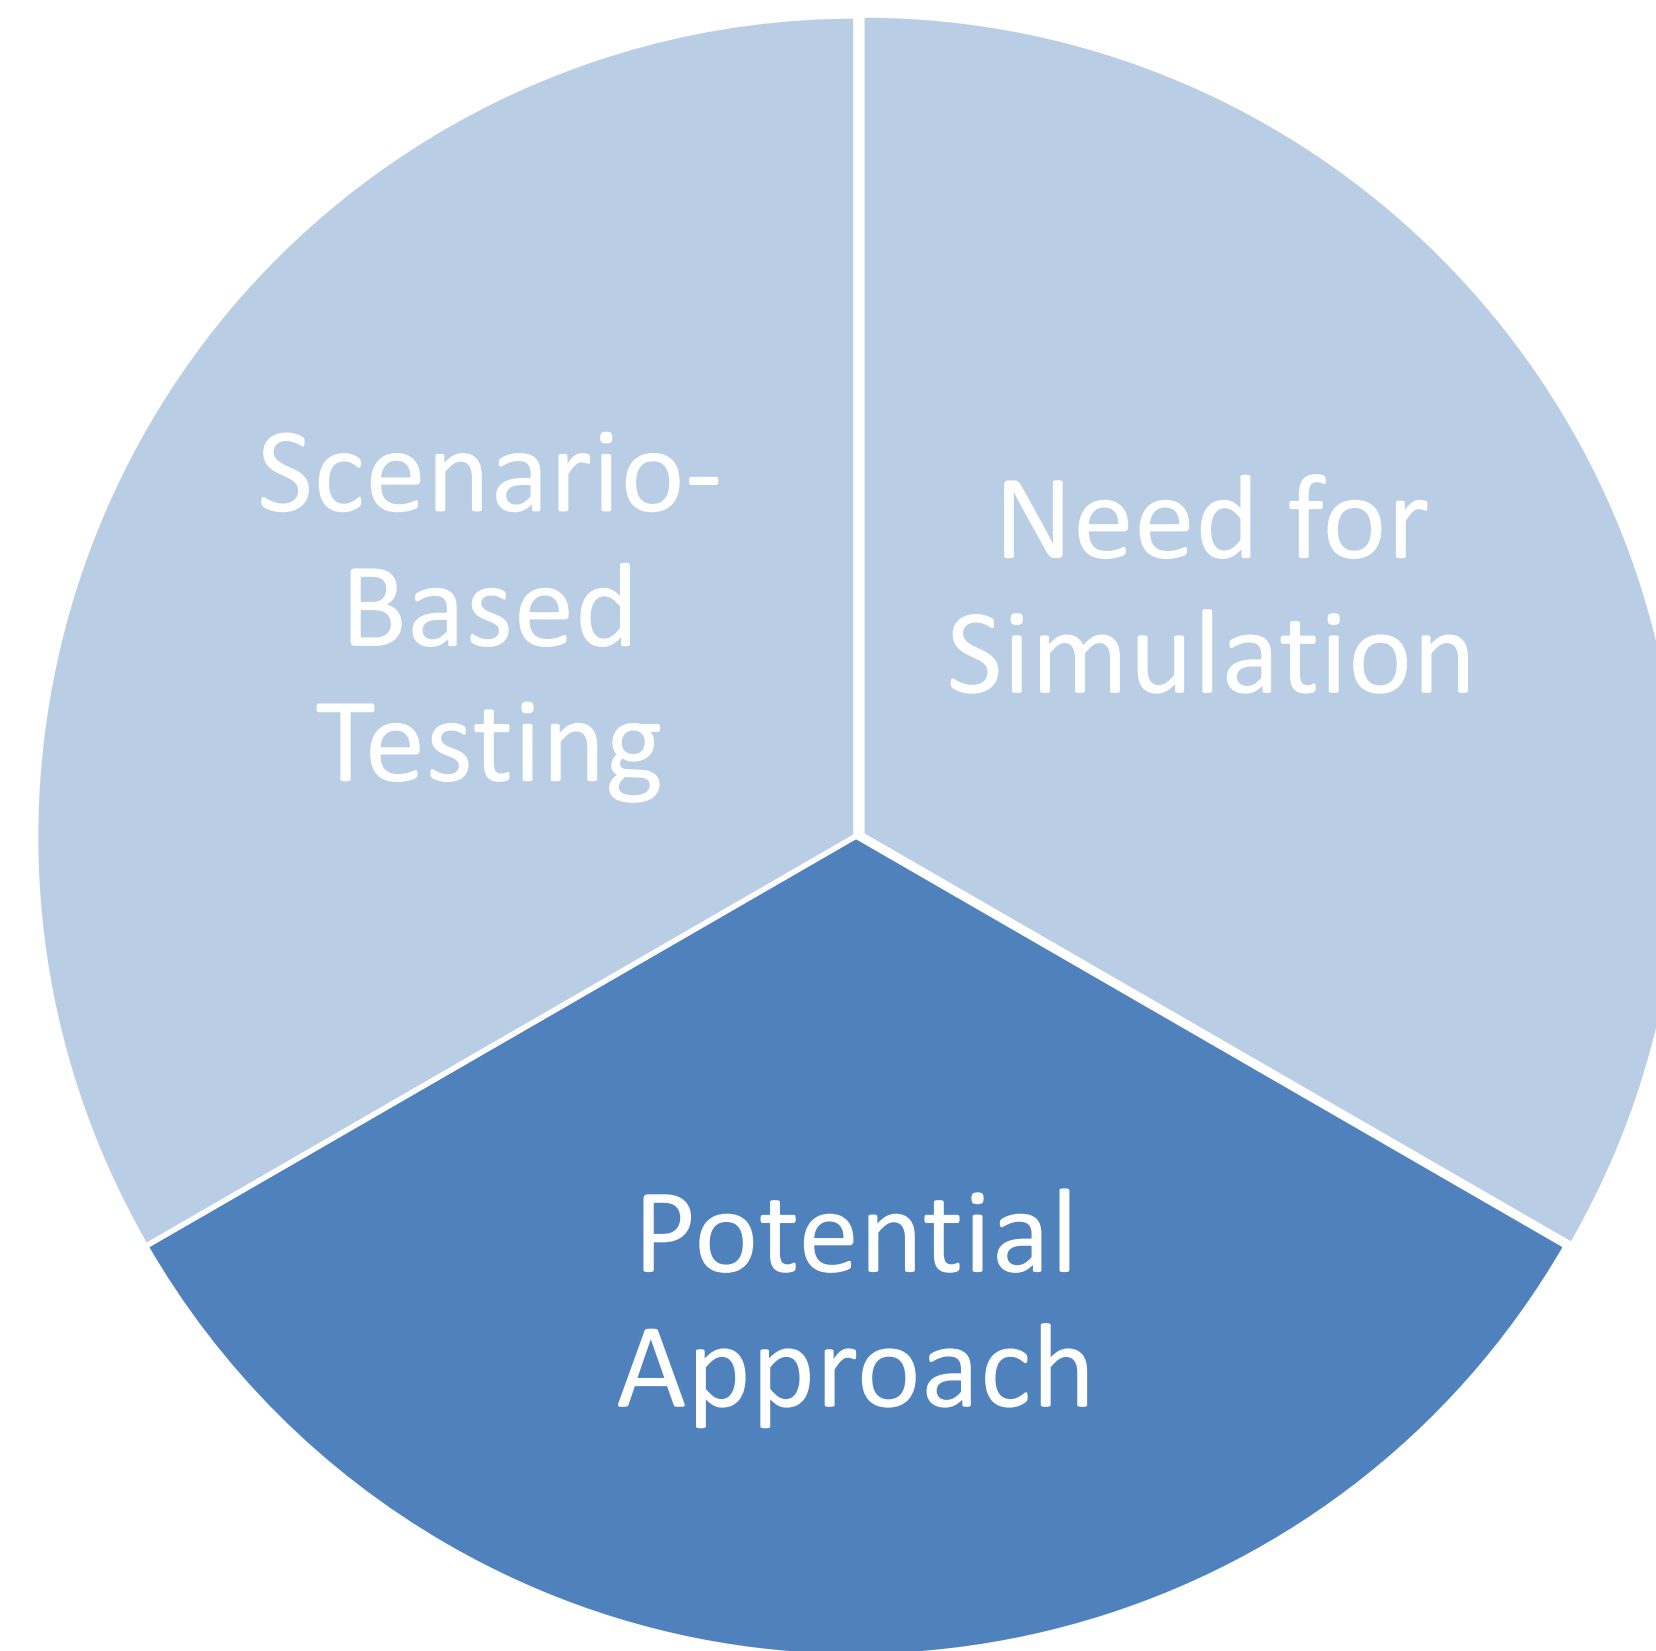 Scenario-
Based
Testing
Need for
Simulation
Potential
Approach